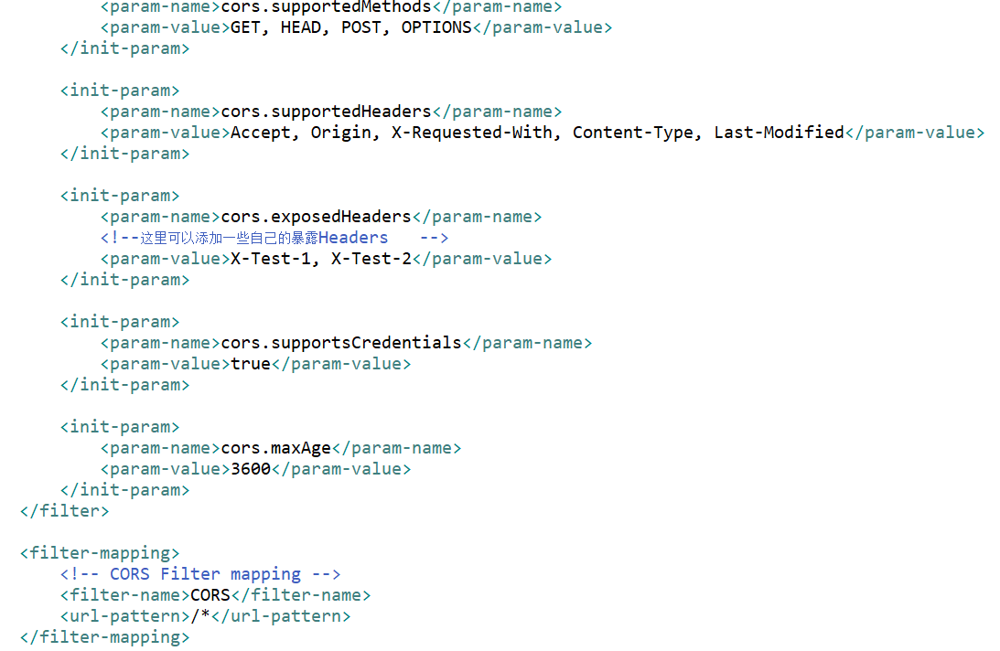 <param-name>cors.supportedMethods</param-name>
<param-value>GET, HEAD, POST, OPTIONS</param-value>
</init-param>
<init-param>
<param-name>cors.supportedHeaders</param-name>
<param-value>Accept, Origin, X-Requested-With, Content-Type, Last-Modified</param-value>
</init-param>
<init-param>
<param-name>cors.exposedHeaders</param-name>
<!--这里可以添加一些自己的暴露Headers   -->
<param-value>X-Test-1, X-Test-2</param-value>
</init-param>
<init-param>
<param-name>cors.supportsCredentials</param-name>
<param-value>true</param-value>
</init-param>
<init-param>
<param-name>cors.maxAge</param-name>
<param-value>3600</param-value>
</init-param>
</filter>
<filter-mapping>
<!-- CORS Filter mapping -->
<filter-name>CORS</filter-name>
<url-pattern>/*</url-pattern>
</filter-mapping>